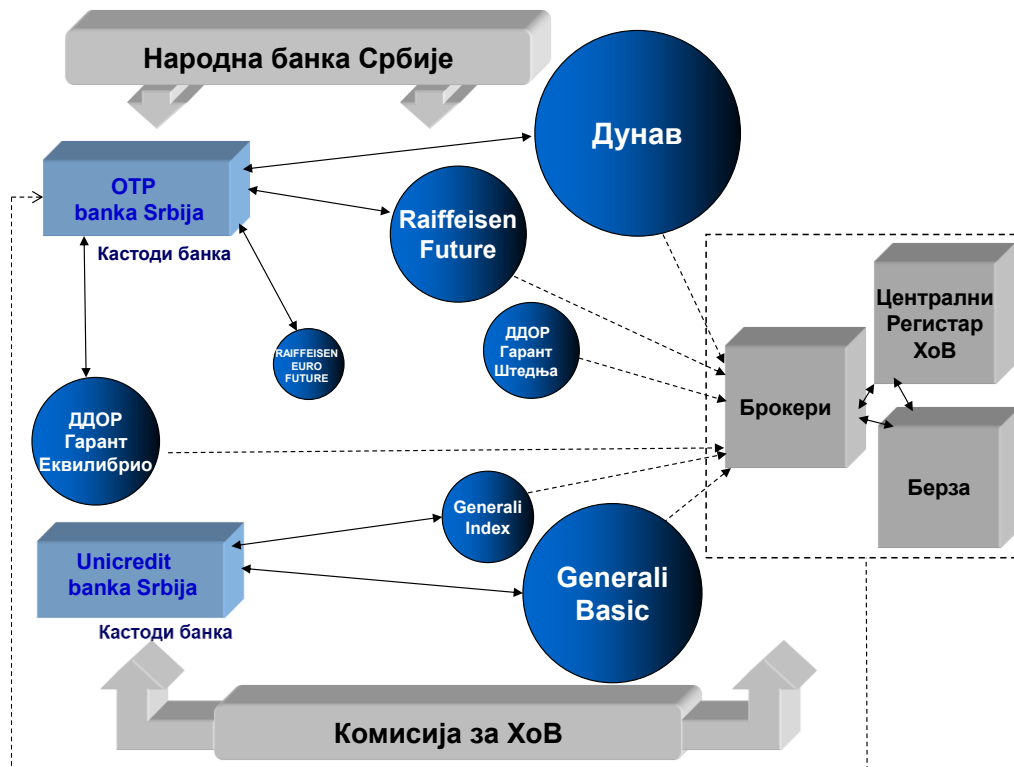 Народна банка Србије
Дунав
OTP
banka Srbija
Кастоди банка
Raiffeisen
Future
Централни
Регистар
ХоВ
RAIFFEISEN
EURO
FUTURE
ДДОР
Гарант
Штедња
Брокери
ДДОР
Гарант
Еквилибрио
Берза
Generali
Index
Unicredit
banka Srbija
Кастоди банка
Generali
Basic
Комисија за ХоВ